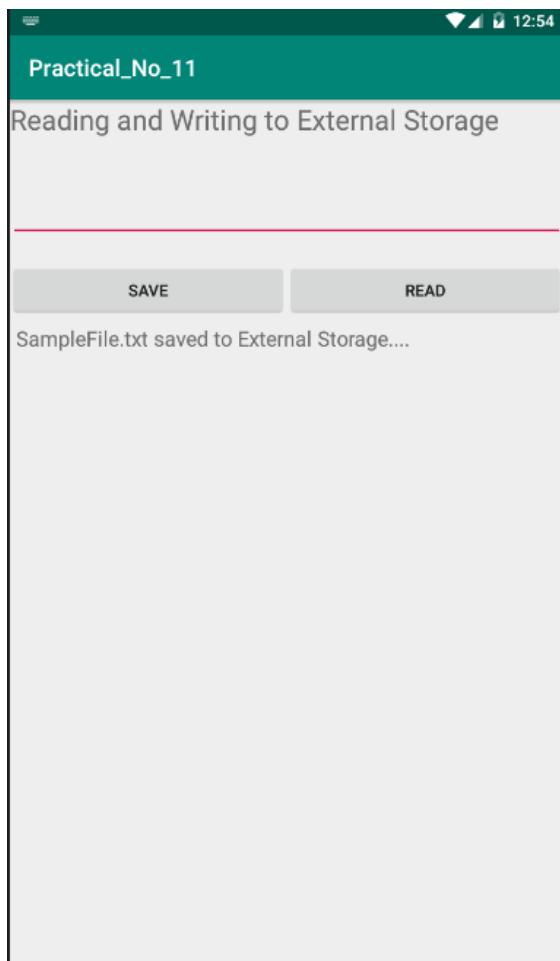 12:54
Practical_No_11
Reading and Writing to External Storage
SAVE READ
SampleFile.txt saved to External Storage....